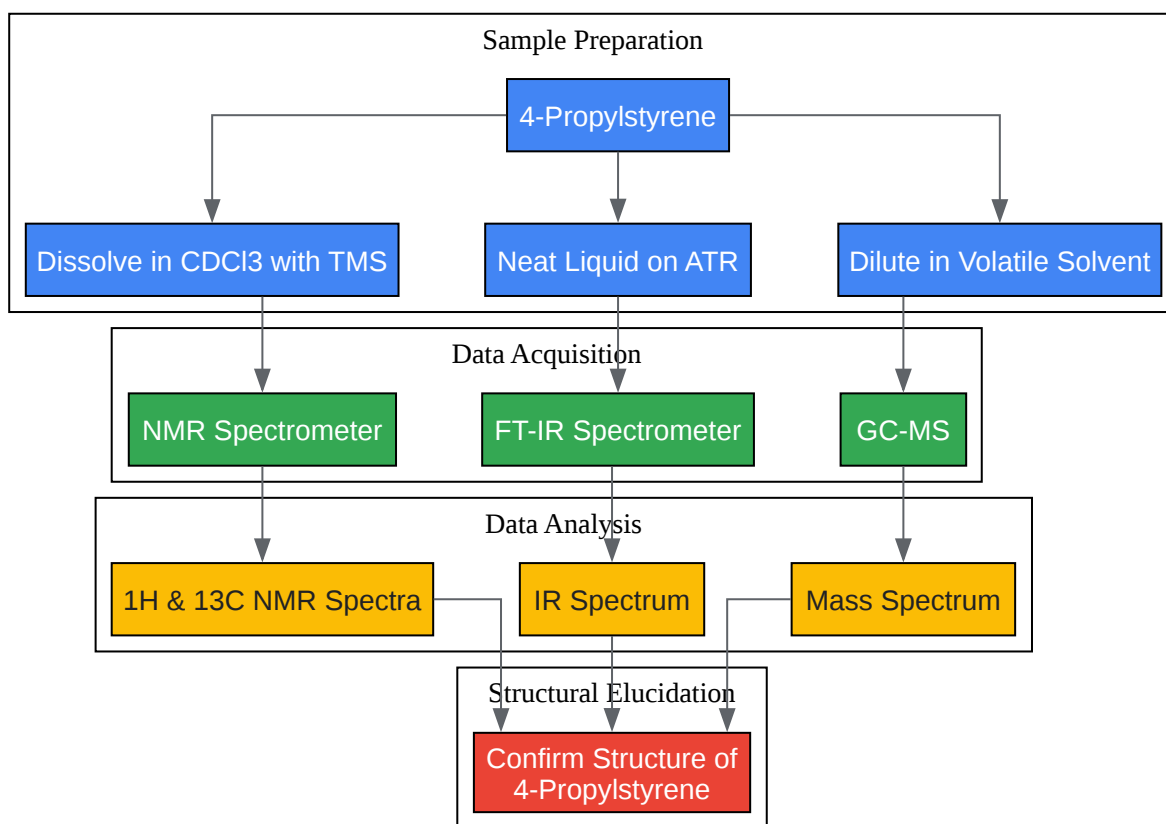 Sample Preparation
4-Propylstyrene
Dissolve in CDCl3 with TMS
Neat Liquid on ATR
Dilute in Volatile Solvent
Data Acquisition
NMR Spectrometer
FT-IR Spectrometer
GC-MS
Data Analysis
1H & 13C NMR Spectra
IR Spectrum
Mass Spectrum
Structural Elucidation
Confirm Structure of
4-Propylstyrene